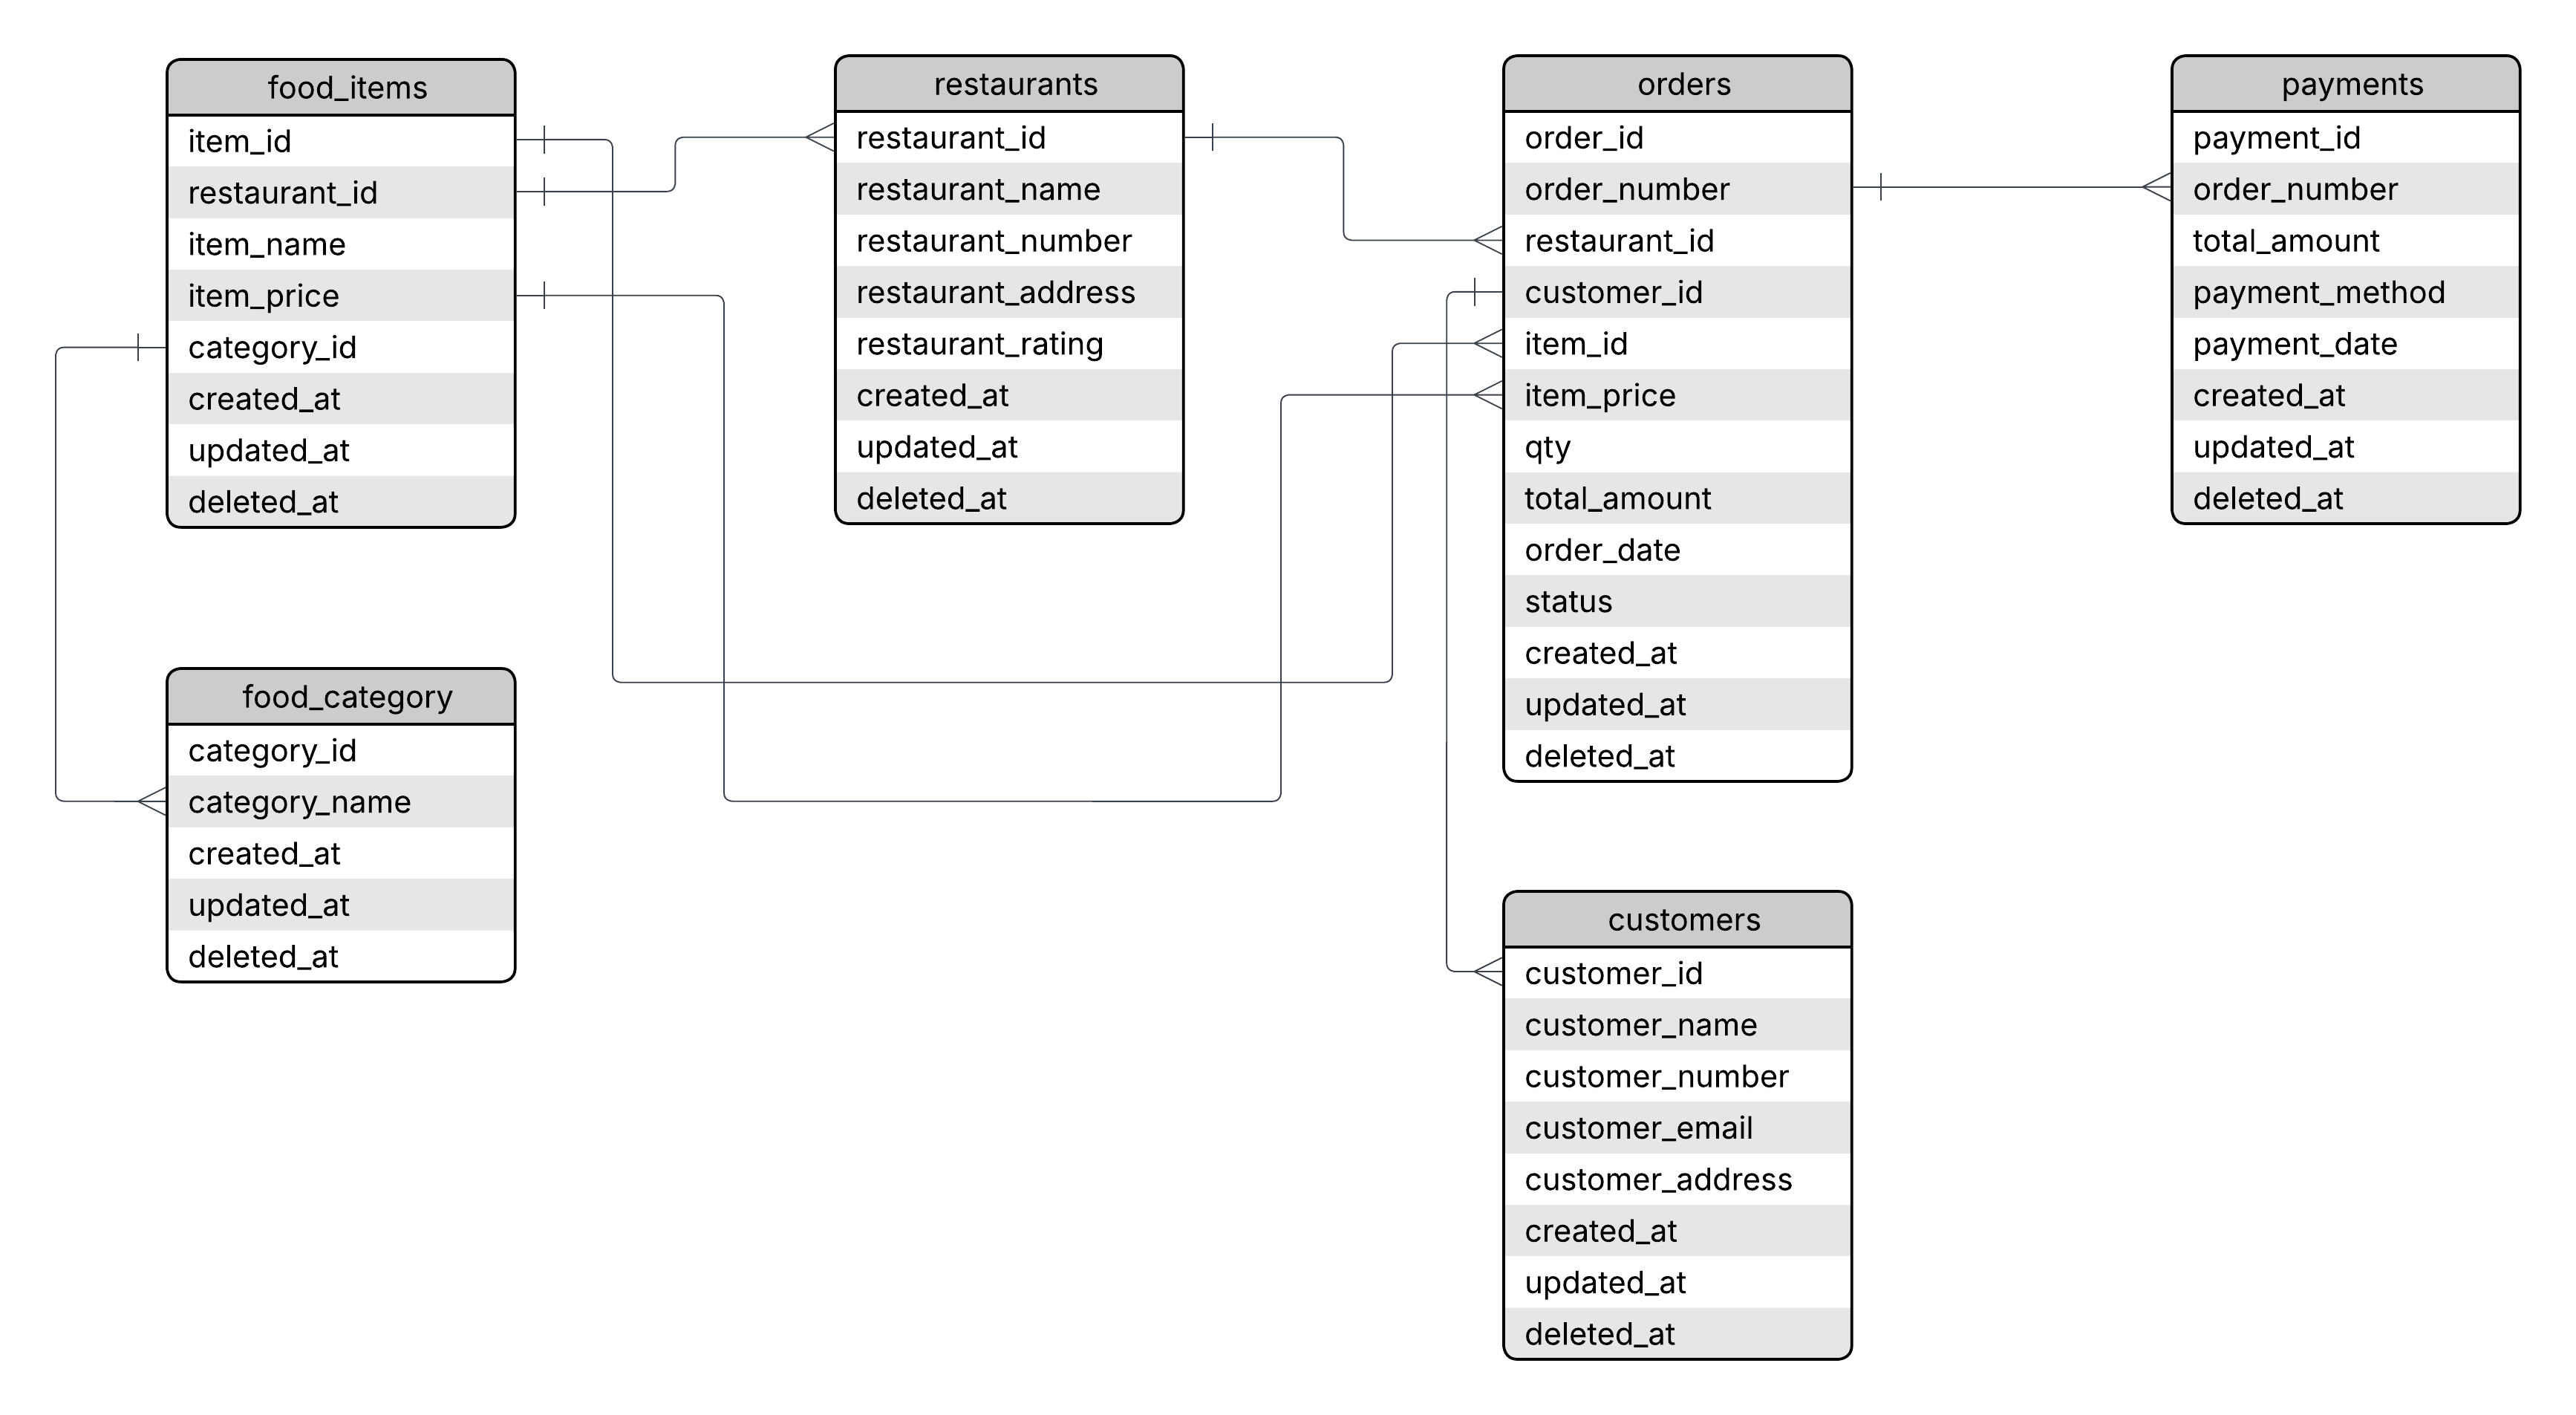 food_items
item_id
restaurant_id
item_name
item_price
category_id
created_at
updated_at
deleted_at
restaurants
restaurant_id
restaurant_name
restaurant_number
restaurant_address
restaurant_rating
created_at
updated_at
deleted_at
orders
order_id
order_number
restaurant_id
customer_id
item_id
item_price
qty
total_amount
order_date
status
created_at
updated_at
deleted_at
payments
payment_id
order_number
total_amount
payment_method
payment_date
created_at
updated_at
deleted_at
food_category
category_id
category_name
created_at
updated_at
deleted_at
customers
customer_id
customer_name
customer_number
customer_email
customer_address
created_at
updated_at
deleted_at